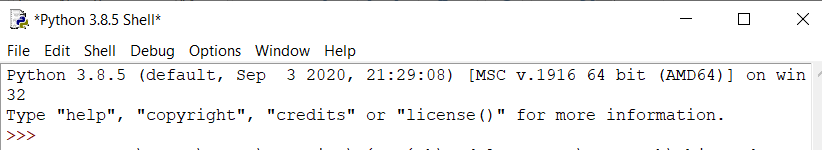 *Python 3.8.5 Shell*
File Edit Shell Debug Options Window Help
Python 3.8.5 (default, Sep  3 2020, 21:29:08) [MSC v.1916 64 bit (AMD64)] on win
32
Type "help", "copyright", "credits" or "license()" for more information.
>>>